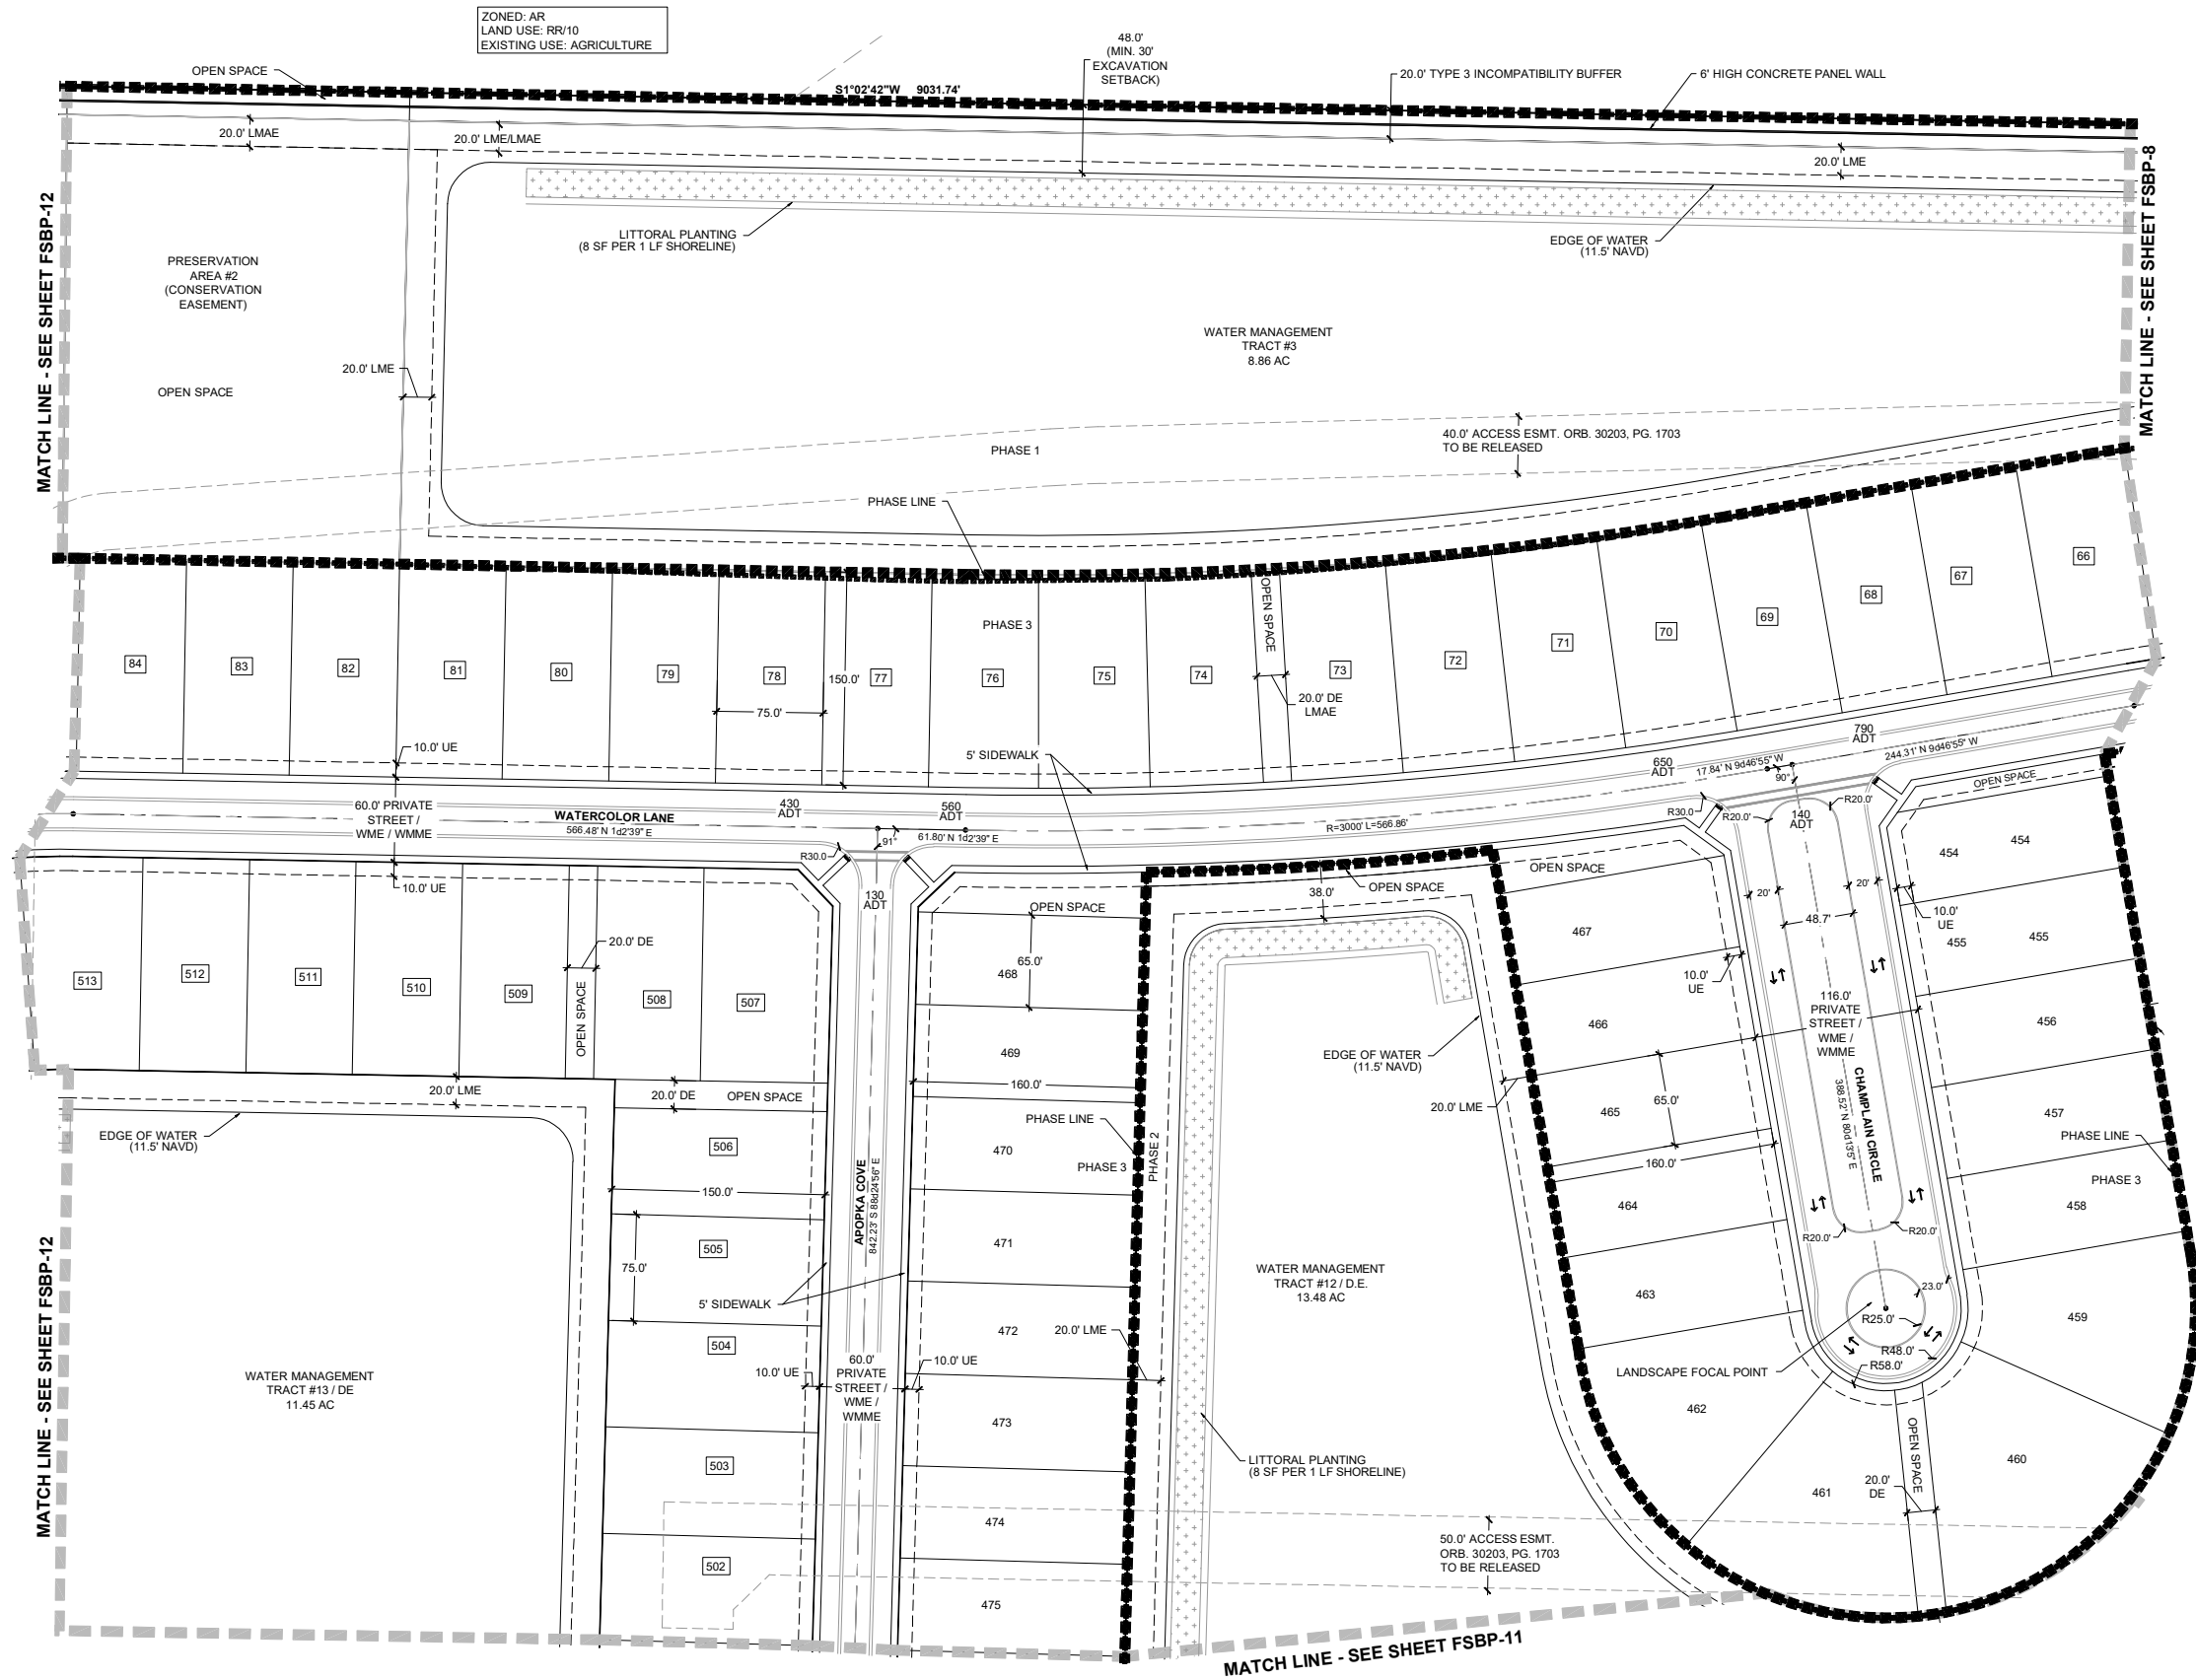 ZONED: AR
LAND USE: RR/10
EXISTING USE: AGRICULTURE
OPEN SPACE
S1°02'42"W 9031.74'
48.0'
(MIN. 30'
EXCAVATION
SETBACK)
20.0' TYPE 3 INCOMPATIBILITY BUFFER
6' HIGH CONCRETE PANEL WALL
20.0' LMAE
20.0' LME/LMAE
20.0' LME
MATCH LINE - SEE SHEET FSBP-12
MATCH LINE - SEE SHEET FSBP-8
LITTORAL PLANTING
(8 SF PER 1 LF SHORELINE)
EDGE OF WATER
(11.5' NAVD)
PRESERVATION
AREA #2
(CONSERVATION
EASEMENT)
OPEN SPACE
20.0' LME
WATER MANAGEMENT
TRACT #3
8.86 AC
40.0' ACCESS ESMT. ORB. 30203, PG. 1703
TO BE RELEASED
PHASE 1
PHASE LINE
PHASE 3
84
83
82
81
80
79
78
77
76
75
74
73
72
71
70
69
68
67
66
OPEN SPACE
20.0' DE
LMAE
150.0'
75.0'
10.0' UE
5' SIDEWALK
60.0' PRIVATE
STREET /
WME / WMME
WATERCOLOR LANE
566.48' N 1d2'39" E
430
ADT
560
ADT
61.80' N 1d2'39" E
91°
R30.0
R=3000' L=566.86'
650
ADT
17.84' N 9d46'55" W
90°
790
ADT
244.31' N 9d46'55" W
R30.0
R20.0'
R20.0'
140
ADT
OPEN SPACE
10.0' UE
130
ADT
513
512
511
510
509
508
507
20.0' DE
OPEN SPACE
OPEN SPACE
65.0'
468
469
160.0'
470
471
472
473
474
475
38.0'
OPEN SPACE
OPEN SPACE
467
466
465
464
463
462
461
460
459
458
457
456
455
455
454
454
10.0'
UE
10.0'
UE
20'
20'
48.7'
116.0'
PRIVATE
STREET /
WME /
WMME
CHAMPLAIN CIRCLE
388.52' N 80d13'5" E
EDGE OF WATER
(11.5' NAVD)
20.0' LME
65.0'
160.0'
R20.0'
R20.0'
23.0'
R25.0'
R48.0'
R58.0'
LANDSCAPE FOCAL POINT
PHASE LINE
PHASE 3
OPEN SPACE
20.0'
DE
20.0' LME
EDGE OF WATER
(11.5' NAVD)
20.0' DE
OPEN SPACE
506
150.0'
505
75.0'
504
503
502
APOPKA COVE
842.23' S 88d24'56" E
5' SIDEWALK
10.0' UE
60.0'
PRIVATE
STREET /
WME /
WMME
10.0' UE
PHASE LINE
PHASE 3
PHASE 2
20.0' LME
WATER MANAGEMENT
TRACT #12 / D.E.
13.48 AC
LITTORAL PLANTING
(8 SF PER 1 LF SHORELINE)
50.0' ACCESS ESMT.
ORB. 30203, PG. 1703
TO BE RELEASED
WATER MANAGEMENT
TRACT #13 / DE
11.45 AC
MATCH LINE - SEE SHEET FSBP-12
MATCH LINE - SEE SHEET FSBP-11